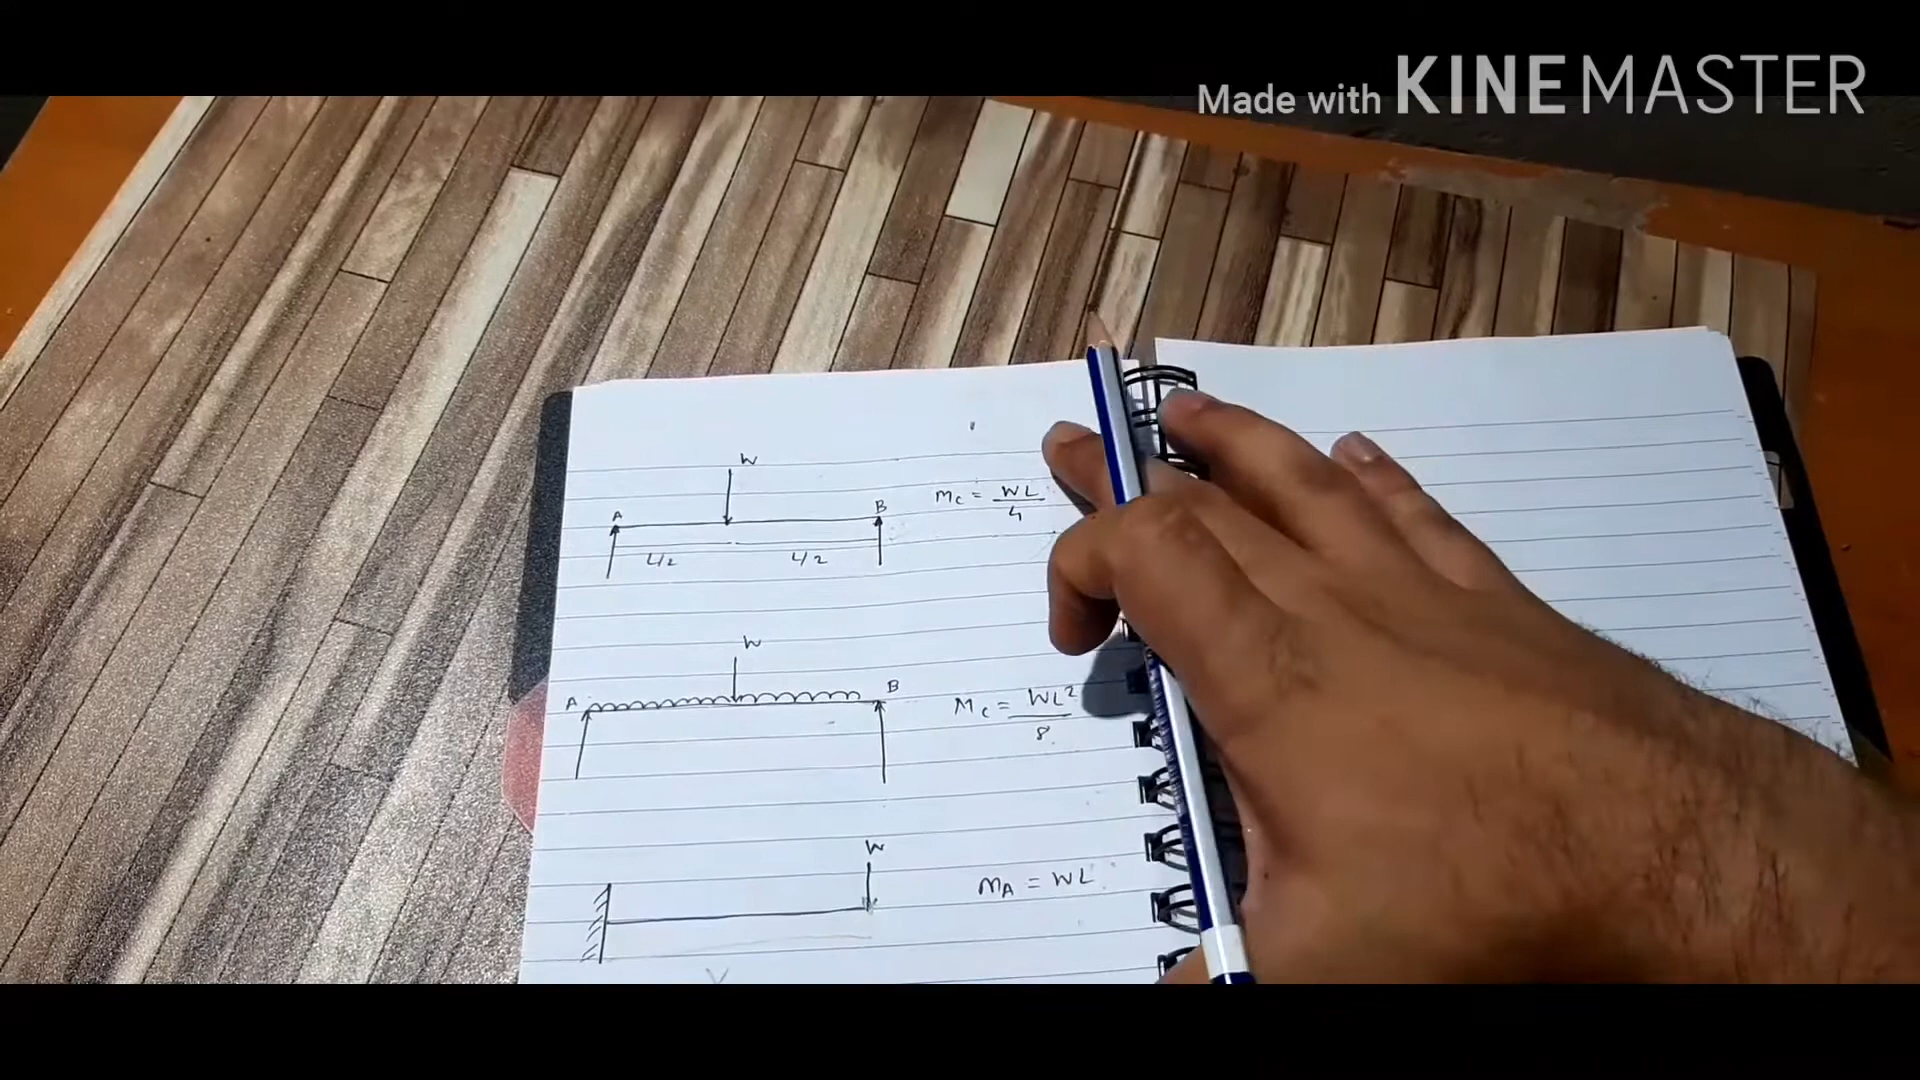 Made with KINEMASTER
W
A B
L/2 L/2
Mc = WL/4
W
A B
Mc = WL²/8
W
MA = WL